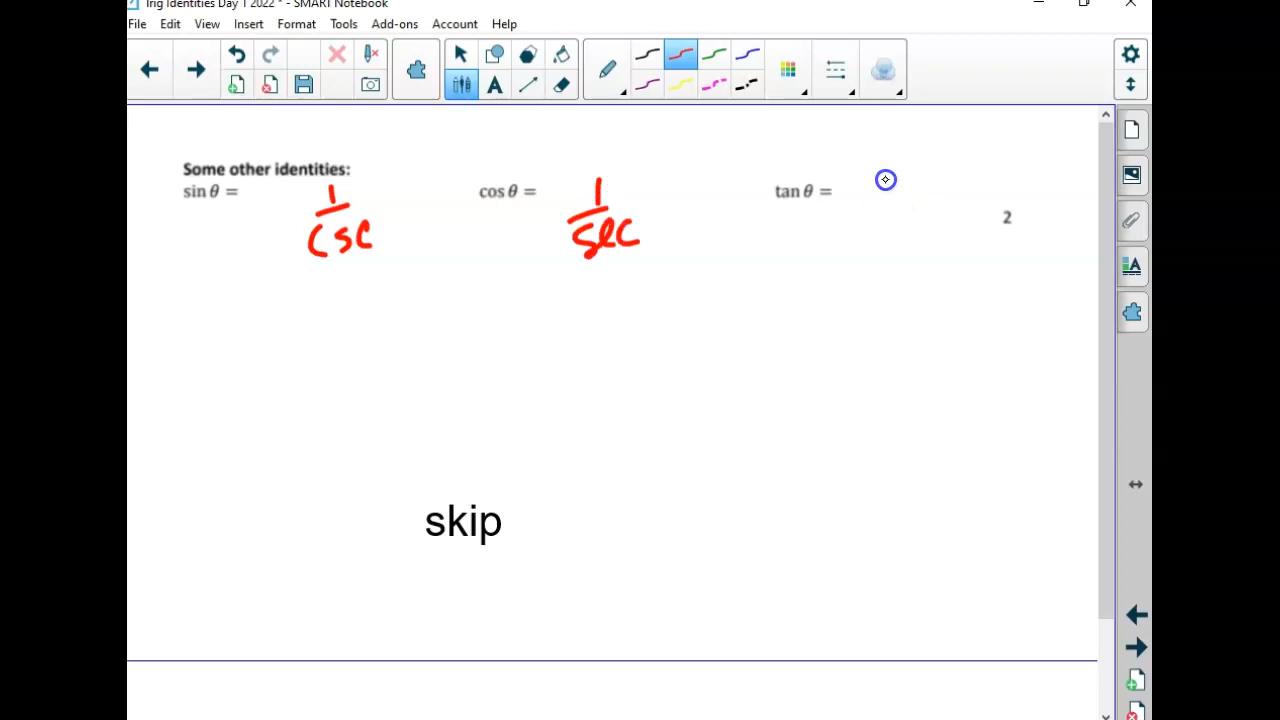 Trig Identities Day 1 2022 * - SMART Notebook
File Edit View Insert Format Tools Add-ons Account Help
Some other identities:
sin θ = 1/csc cos θ = 1/sec tan θ =
2
skip